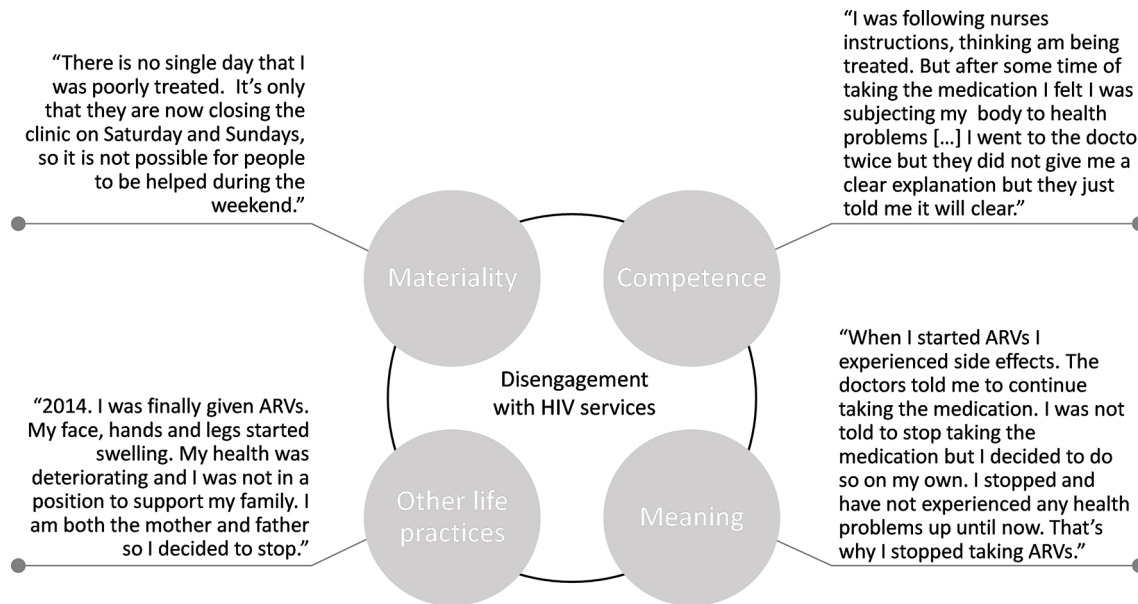 “There is no single day that I
was poorly treated.  It’s only
that they are now closing the
clinic on Saturday and Sundays,
so it is not possible for people
to be helped during the
weekend.”
“I was following nurses
instructions, thinking am being
treated. But after some time of
taking the medication I felt I was
subjecting my  body to health
problems […] I went to the docto
twice but they did not give me a
clear explanation but they just
told me it will clear.”
Materiality
Competence
Disengagement
with HIV services
“2014. I was finally given ARVs.
My face, hands and legs started
swelling. My health was
deteriorating and I was not in a
position to support my family. I
am both the mother and father
so I decided to stop.”
Other life
practices
Meaning
“When I started ARVs I
experienced side effects. The
doctors told me to continue
taking the medication. I was not
told to stop taking the
medication but I decided to do
so on my own. I stopped and
have not experienced any health
problems up until now. That’s
why I stopped taking ARVs.”